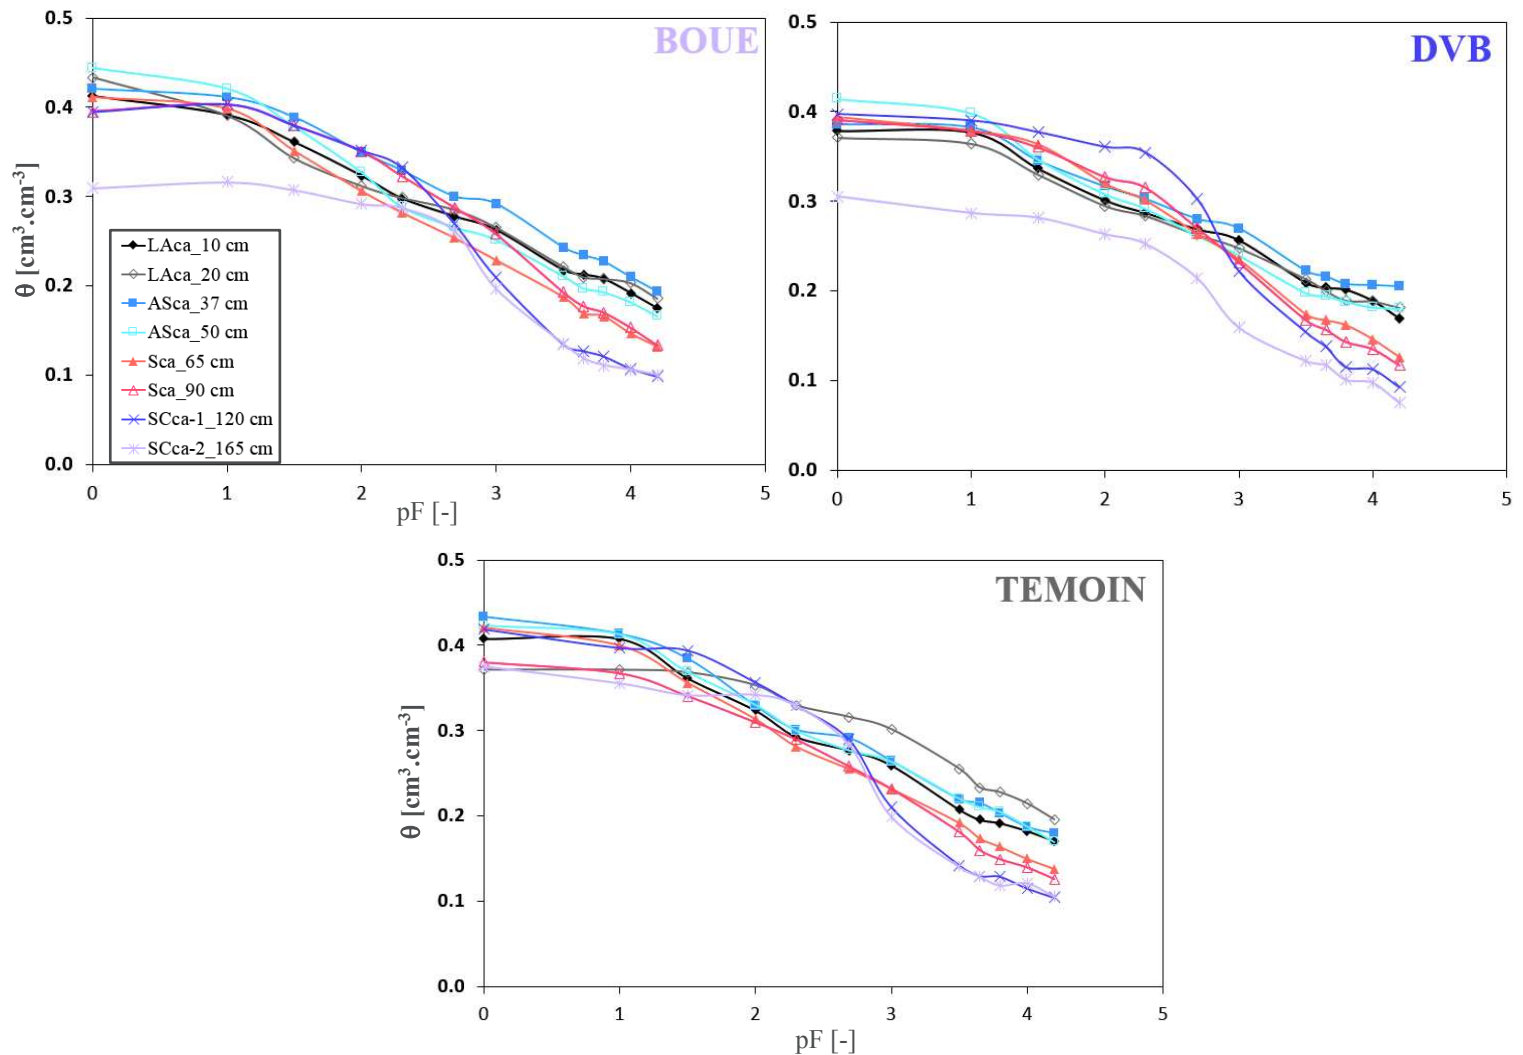 BOUE
0.5
0.4
0.3
0.2
0.1
0.0
θ [cm³.cm⁻³]
LAca_10 cm
LAca_20 cm
ASca_37 cm
ASca_50 cm
Sca_65 cm
Sca_90 cm
SCca-1_120 cm
SCca-2_165 cm
0 1 2 3 4 5
pF [-]
DVB
0.5
0.4
0.3
0.2
0.1
0.0
0 1 2 3 4 5
TEMOIN
0.5
0.4
0.3
0.2
0.1
0.0
θ [cm³.cm⁻³]
0 1 2 3 4 5
pF [-]